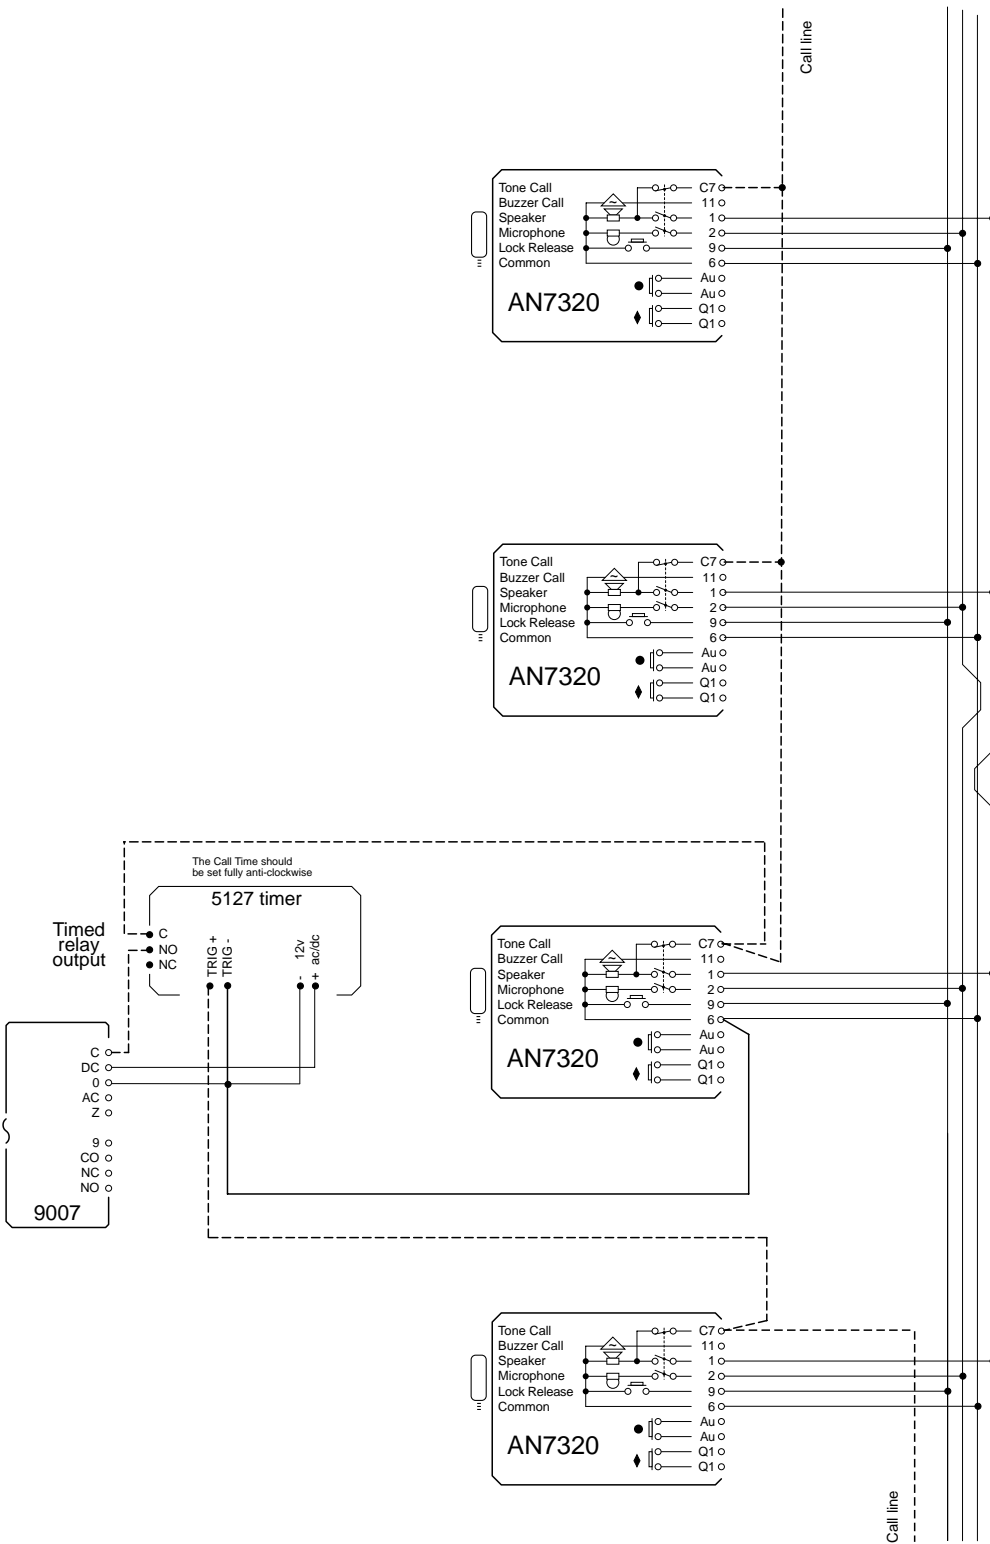 Call line
Tone Call C7
Buzzer Call ~ 11
Speaker 1
Microphone 2
Lock Release 9
Common 6
Au
Au
Q1
Q1
AN7320
Tone Call C7
Buzzer Call ~ 11
Speaker 1
Microphone 2
Lock Release 9
Common 6
Au
Au
Q1
Q1
AN7320
The Call Time should
be set fully anti-clockwise
5127 timer
Timed
relay
output
C
NO
NC
TRIG +
TRIG -
- 12v
+ ac/dc
Tone Call C7
Buzzer Call ~ 11
Speaker 1
Microphone 2
Lock Release 9
Common 6
Au
Au
Q1
Q1
AN7320
C
DC
0
AC
Z
9
CO
NC
NO
9007
Tone Call C7
Buzzer Call ~ 11
Speaker 1
Microphone 2
Lock Release 9
Common 6
Au
Au
Q1
Q1
AN7320
Call line